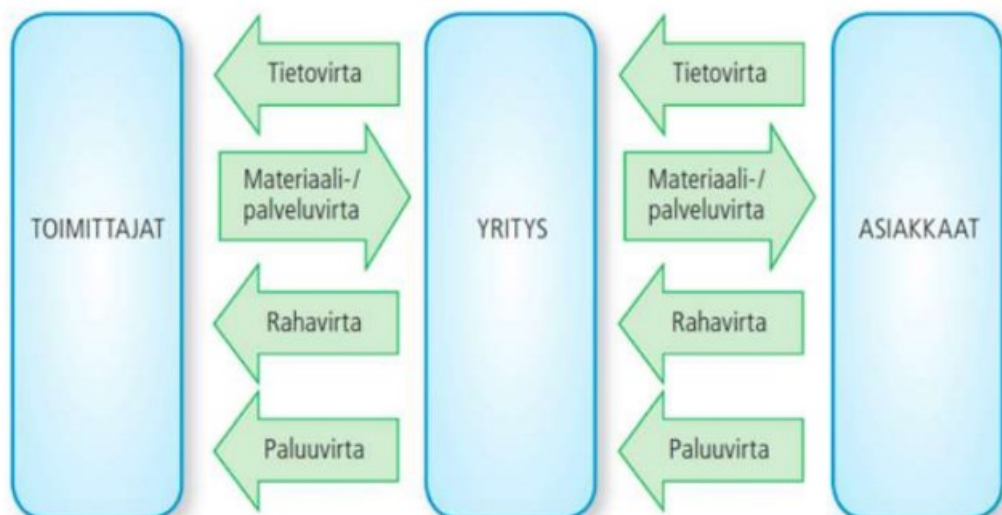 Tietovirta
Tietovirta
Materiaali-/
palveluvirta
Materiaali-/
palveluvirta
TOIMITTAJAT
YRITYS
ASIAKKAAT
Rahavirta
Rahavirta
Paluuvirta
Paluuvirta